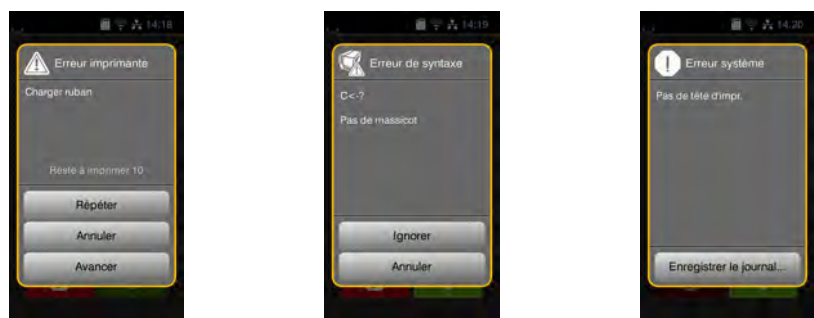 14:18
Erreur imprimante
Charger ruban
Reste à imprimer 10
Répéter
Annuler
Avancer
14:19
Erreur de syntaxe
C<-?
Pas de massicot
Ignorer
Annuler
14:20
Erreur système
Pas de tête d'impr.
Enregistrer le journal...